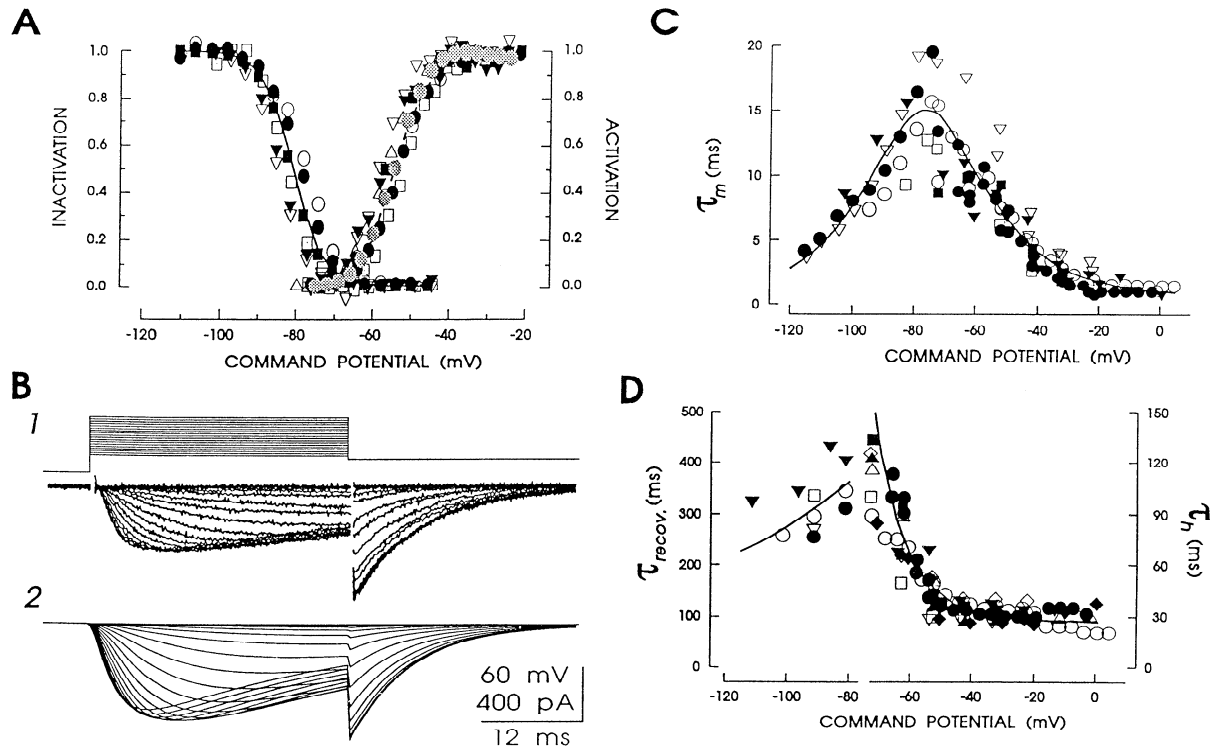 A
1.0
0.8
0.6
0.4
0.2
0.0
INACTIVATION
1.0
0.8
0.6
0.4
0.2
0.0
ACTIVATION
-120 -100 -80 -60 -40 -20
COMMAND POTENTIAL (mV)
C
20
15
10
5
0
τm (ms)
-120 -100 -80 -60 -40 -20 0
COMMAND POTENTIAL (mV)
B
1
2
60 mV
400 pA
12 ms
D
500
400
300
200
100
0
τrecov. (ms)
150
120
90
60
30
0
τh (ms)
-120 -100 -80 -60 -40 -20 0
COMMAND POTENTIAL (mV)